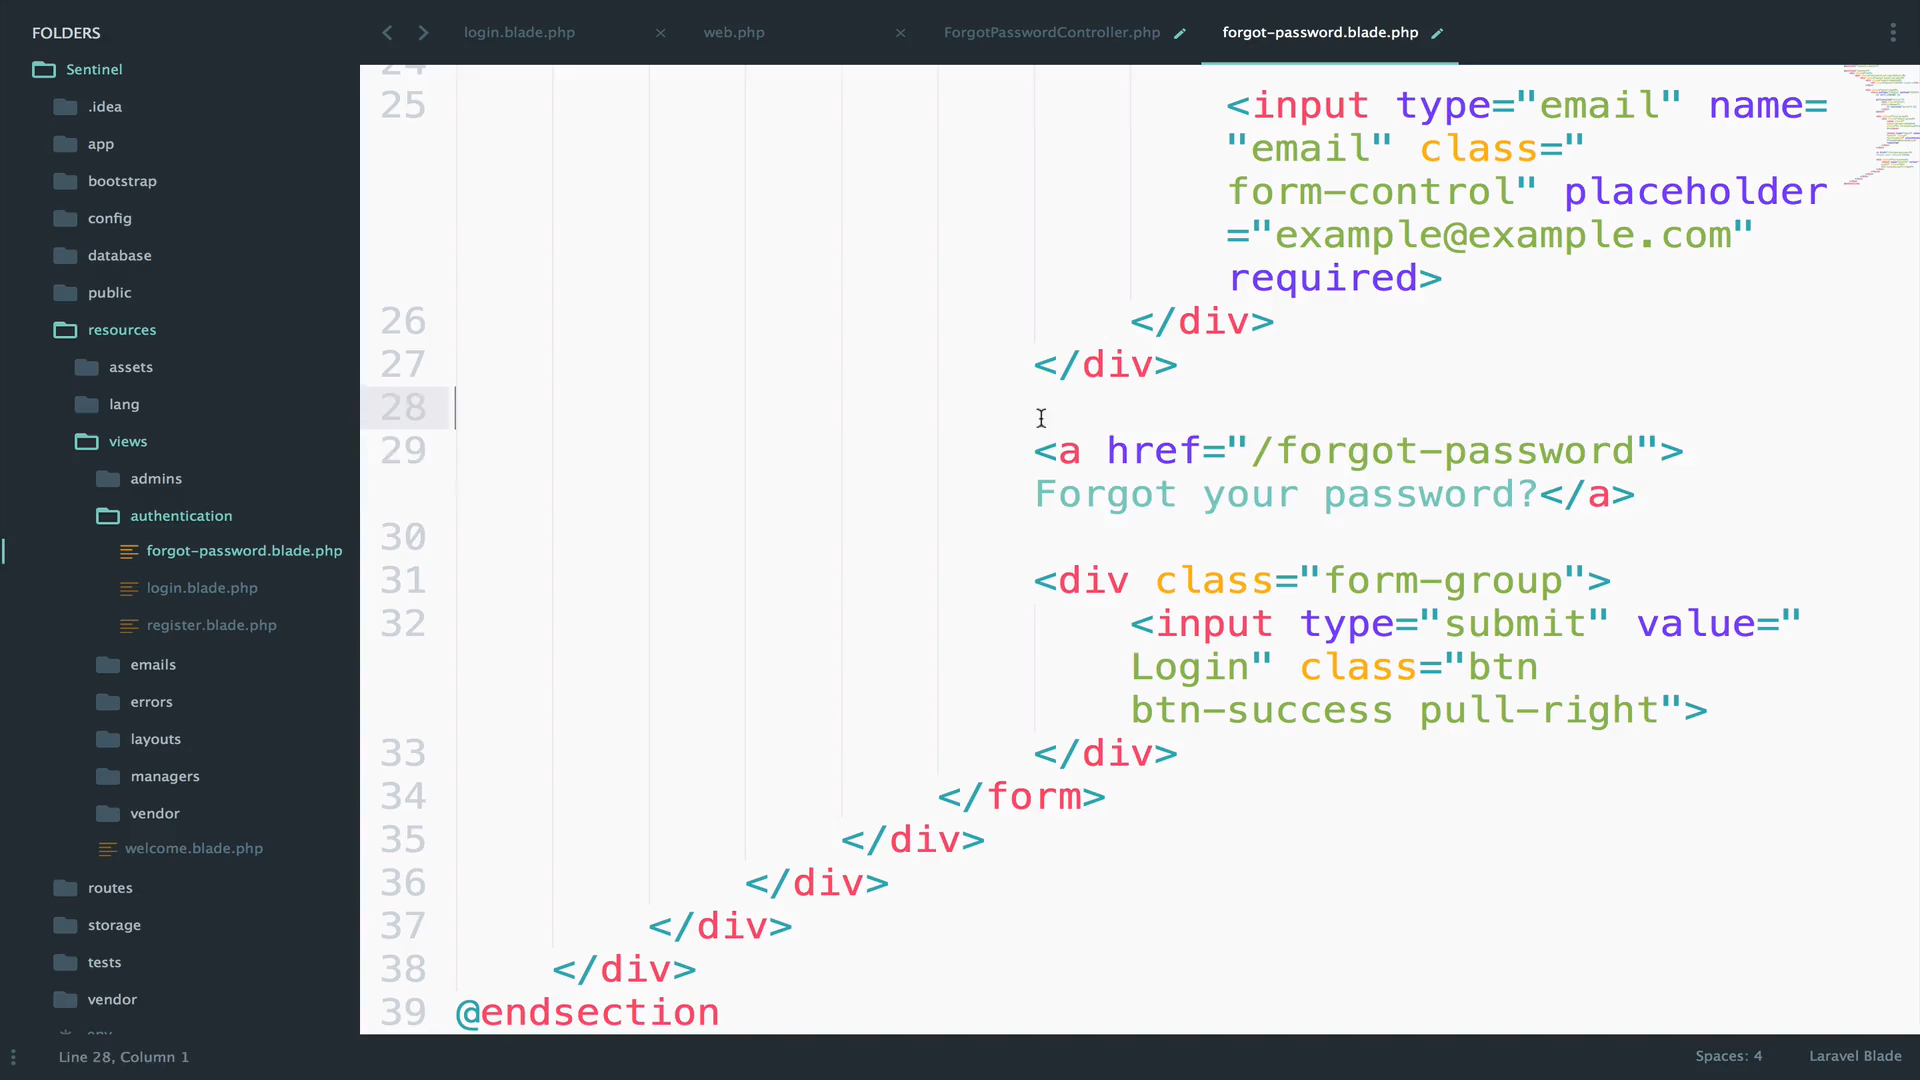 FOLDERS
Sentinel
.idea
app
bootstrap
config
database
public
resources
assets
lang
views
admins
authentication
forgot-password.blade.php
login.blade.php
register.blade.php
emails
errors
layouts
managers
vendor
welcome.blade.php
routes
storage
tests
vendor
login.blade.php
web.php
ForgotPasswordController.php
forgot-password.blade.php
24
25 <input type="email" name=
"email" class="
form-control" placeholder
="example@example.com"
required>
26 </div>
27 </div>
28
29 <a href="/forgot-password">
Forgot your password?</a>
30
31 <div class="form-group">
32 <input type="submit" value="
Login" class="btn
btn-success pull-right">
33 </div>
34 </form>
35 </div>
36 </div>
37 </div>
38 </div>
39 @endsection
Line 28, Column 1
Spaces: 4
Laravel Blade